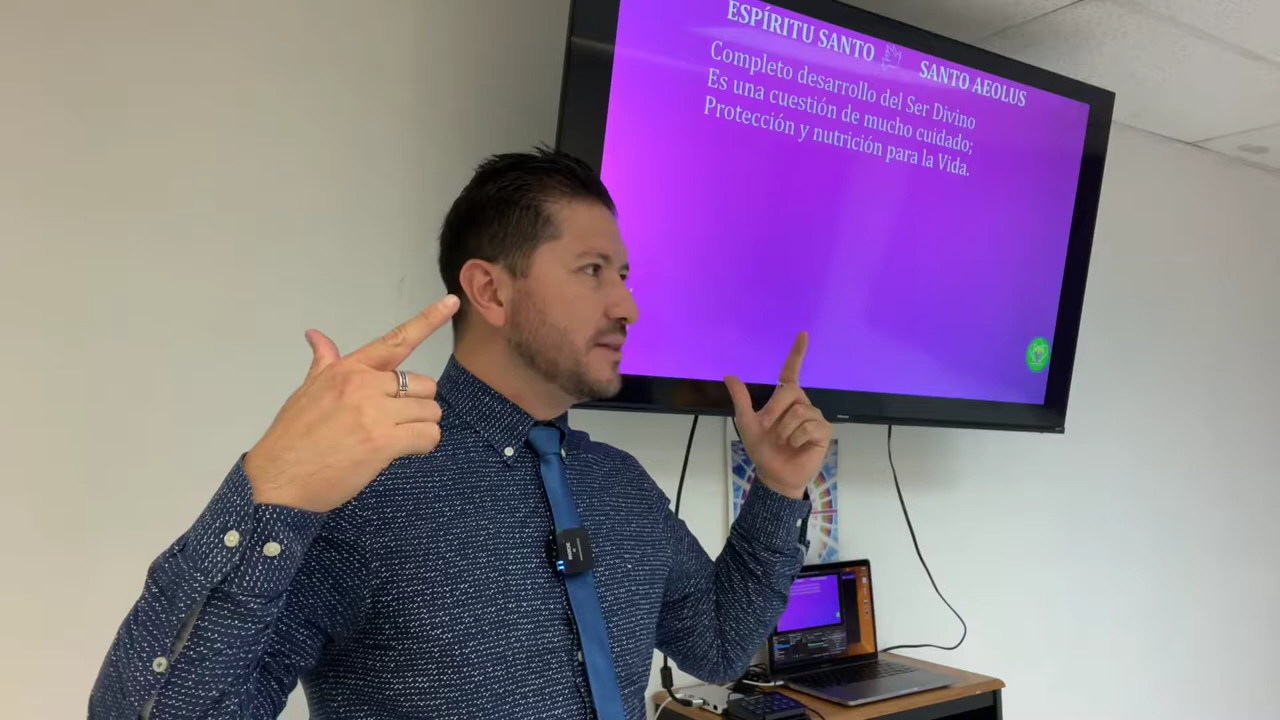 ESPÍRITU SANTO SANTO AEOLUS
Completo desarrollo del Ser Divino
Es una cuestión de mucho cuidado;
Protección y nutrición para la Vida.